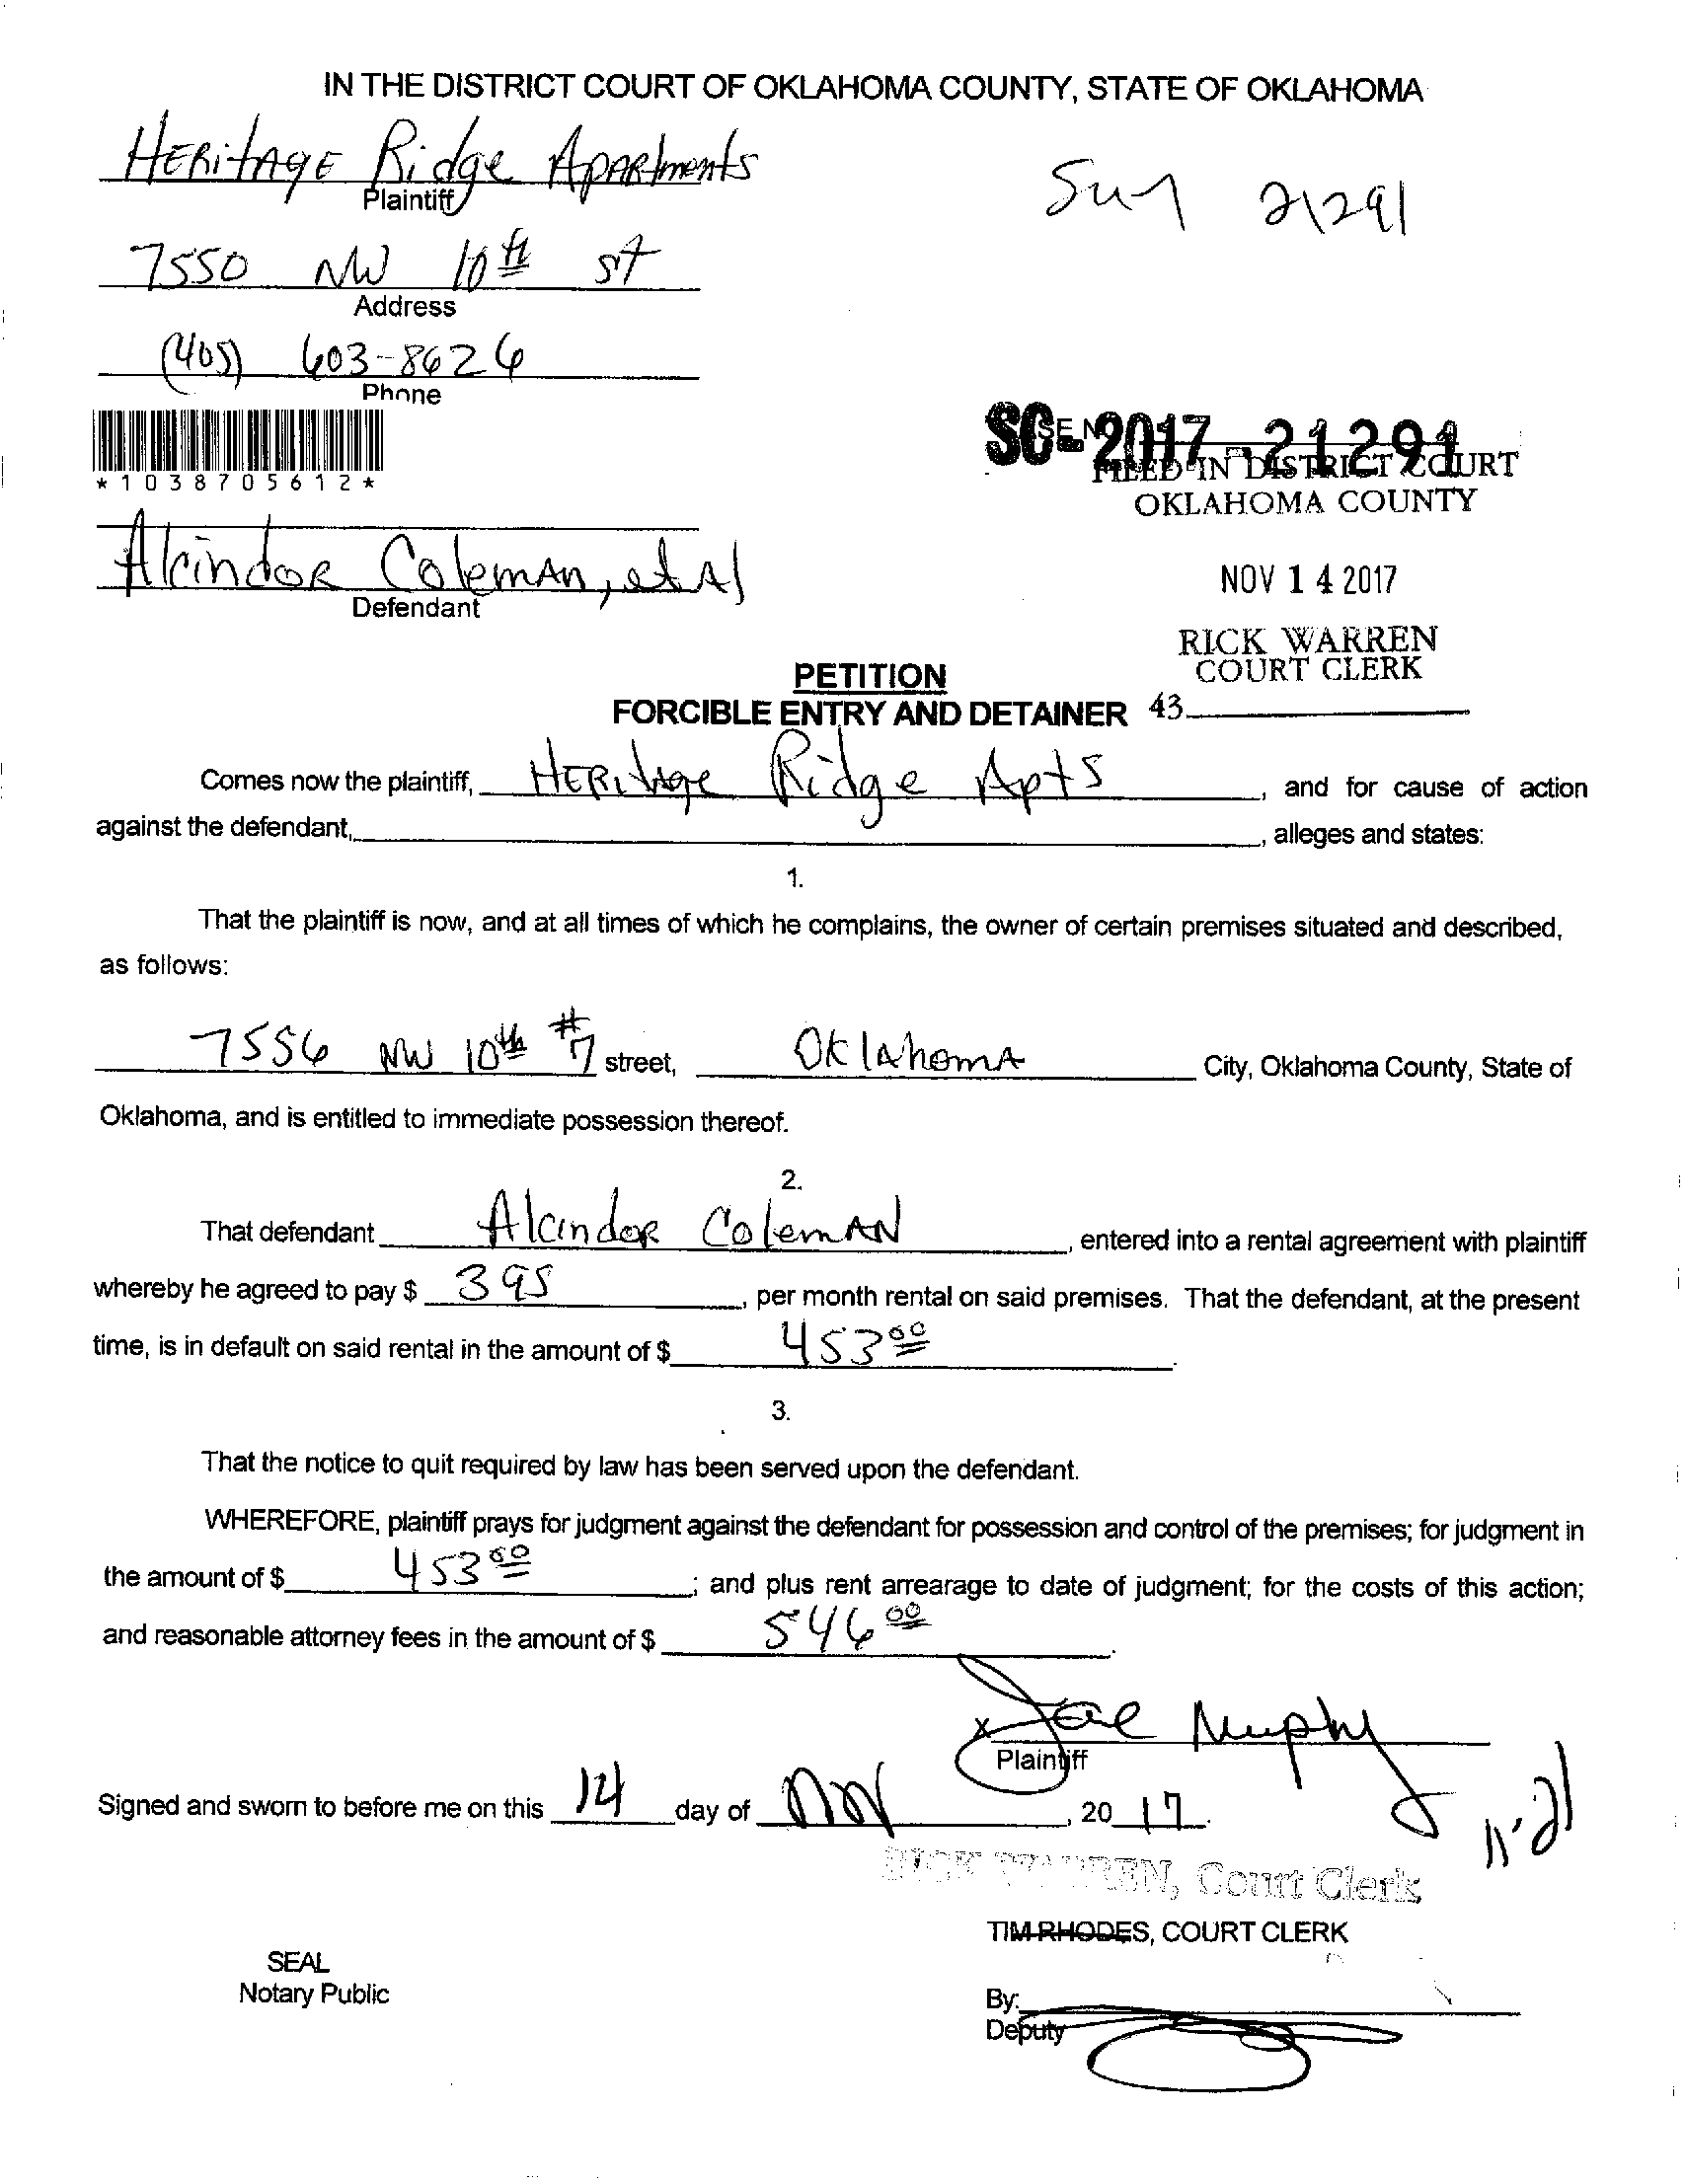 IN THE DISTRICT COURT OF OKLAHOMA COUNTY, STATE OF OKLAHOMA
HERitAgE Ridge ApaRtments
Plaintiff
21291
7550 NW 10th St
Address
(405) 603-8626
Phone
SC-2017-21291
*1038705612*
FILED IN DISTRICT COURT
OKLAHOMA COUNTY
AlcindoR ColemAn, et Al
Defendant
NOV 14 2017
RICK WARREN
COURT CLERK
PETITION
FORCIBLE ENTRY AND DETAINER 43
Comes now the plaintiff, HERitage Ridge Apts, and for cause of action
against the defendant,, alleges and states:
1.
That the plaintiff is now, and at all times of which he complains, the owner of certain premises situated and described,
as follows:
7556 NW 10th #7 street, OklAhomA City, Oklahoma County, State of
Oklahoma, and is entitled to immediate possession thereof.
2.
That defendant AlcindoR ColemAN, entered into a rental agreement with plaintiff
whereby he agreed to pay $ 395, per month rental on said premises. That the defendant, at the present
time, is in default on said rental in the amount of $ 453 00.
3.
That the notice to quit required by law has been served upon the defendant.
WHEREFORE, plaintiff prays for judgment against the defendant for possession and control of the premises; for judgment in
the amount of $ 453 00; and plus rent arrearage to date of judgment; for the costs of this action;
and reasonable attorney fees in the amount of $ 546 00.
x Murphy
Plaintiff
Signed and sworn to before me on this 14 day of Nov, 2017.
11-21
RICK WARREN, Court Clerk
TIM RHODES, COURT CLERK
SEAL
Notary Public
By:
Deputy